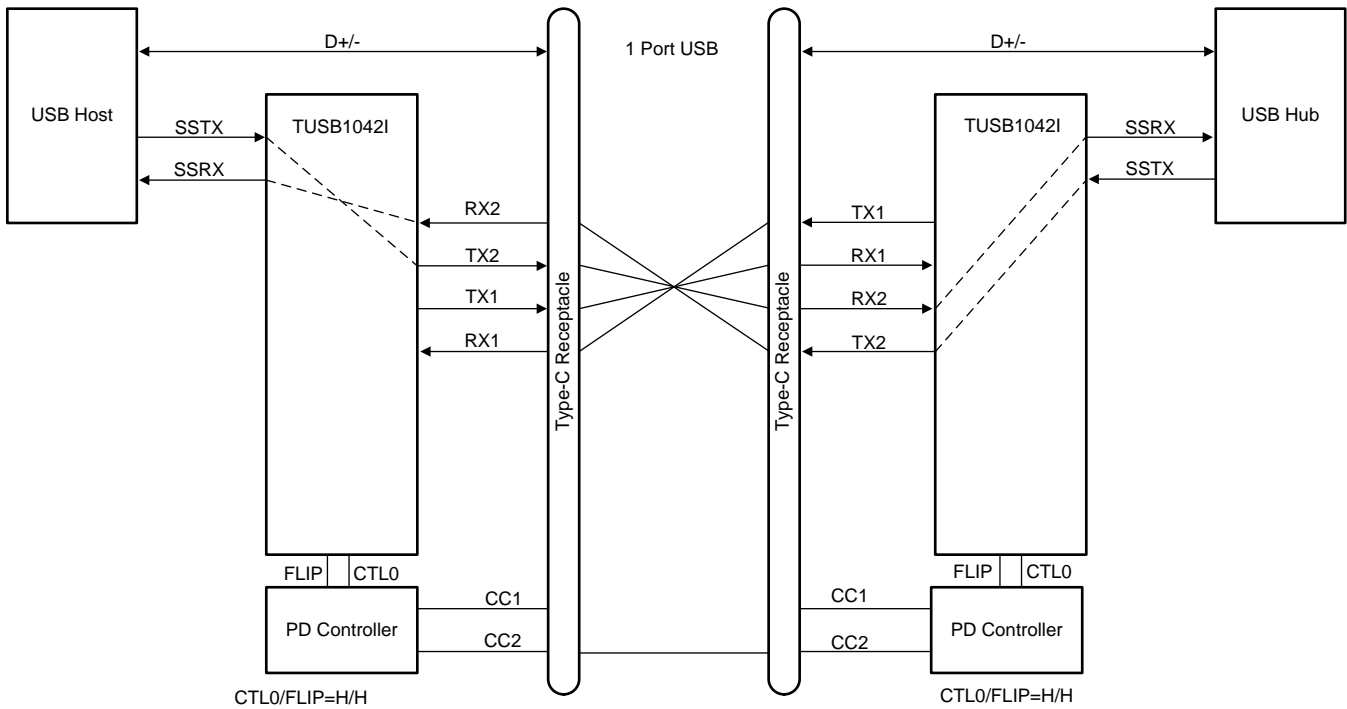 D+/-
1 Port USB
D+/-
USB Host
TUSB1042I
TUSB1042I
USB Hub
SSTX
SSRX
SSRX
SSTX
RX2
TX2
TX1
RX1
TX1
RX1
RX2
TX2
Type-C Receptacle
Type-C Receptacle
FLIP
CTL0
FLIP
CTL0
PD Controller
CC1
CC2
CC1
CC2
PD Controller
CTL0/FLIP=H/H
CTL0/FLIP=H/H